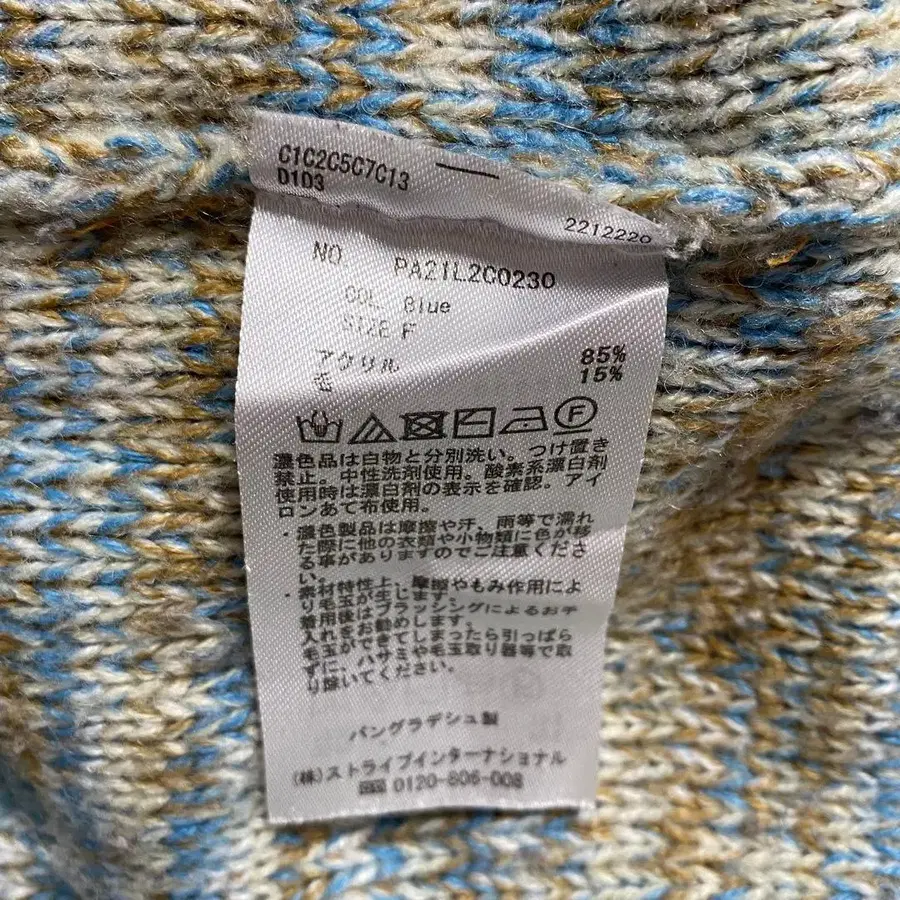 C1C2C5C7C13
D1D3
2212220
NO PA21L2C0230
COL Blue
SIZE F
アクリル 85%
毛 15%
F
濃色品は白物と分別洗い。つけ置き
禁止。中性洗剤使用。酸素系漂白剤
使用時は漂白剤の表示を確認。アイ
ロンあて布使用。
・濃色製品は摩擦や汗、雨等で濡れ
た際に他の衣類や小物類に色が移
る事がありますのでご注意くださ
い。
・素材特性上、摩擦やもみ作用によ
り毛玉が生じます。
着用後はブラッシングによるお手
入れをお勧めします。
毛玉ができてしまったら引っぱら
ずに、ハサミや毛玉取り器等で取
り除いてください。
バングラデシュ製
(株)ストライプインターナショナル
0120-806-008